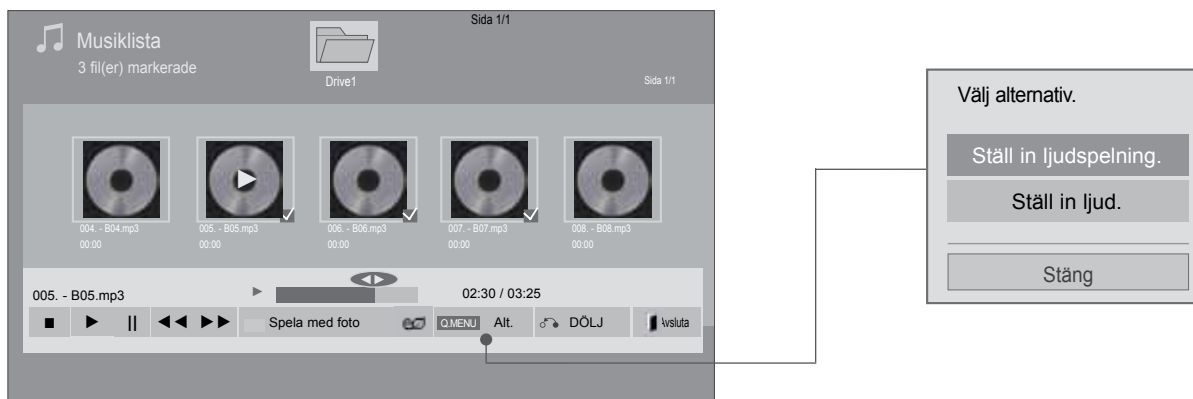 Sida 1/1
Musiklista
3 fil(er) markerade
Drive1
Sida 1/1
004. - B04.mp3
00:00
005. - B05.mp3
00:00
006. - B06.mp3
00:00
007. - B07.mp3
00:00
008. - B08.mp3
00:00
005. - B05.mp3
02:30 / 03:25
Spela med foto
Q.MENU Alt.
DÖLJ
Avsluta
Välj alternativ.
Ställ in ljudspelning.
Ställ in ljud.
Stäng